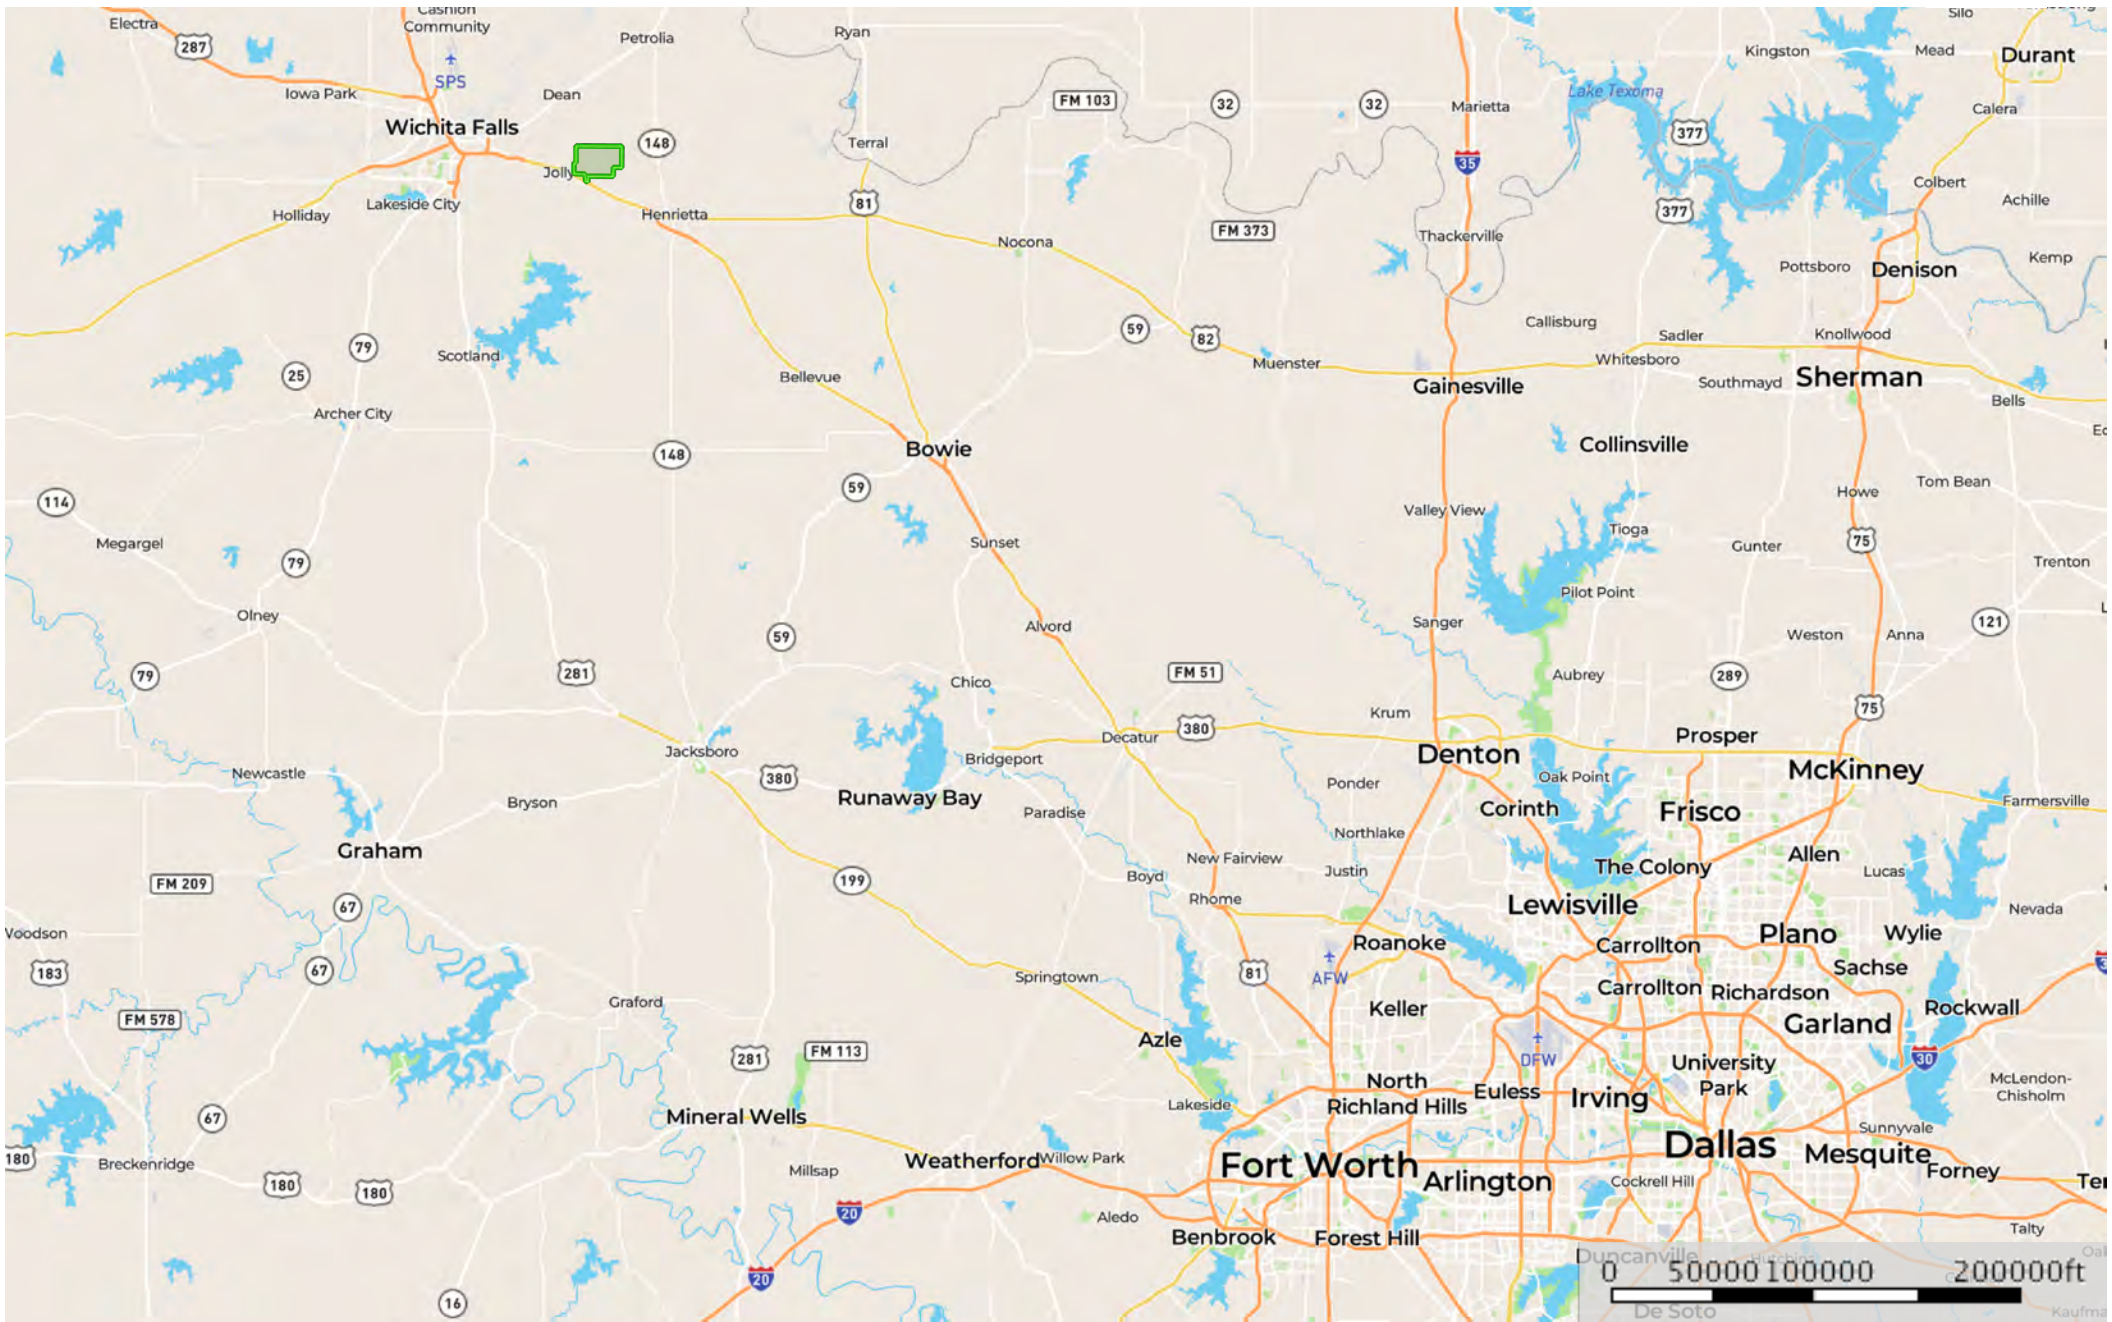 Electra
Cashion
Community
Petrolia
Ryan
Silo
Kingston
Mead
Durant
287
SPS
Iowa Park
Dean
FM 103
32
32
Marietta
Lake Texoma
Calera
Wichita Falls
148
Terral
377
35
Jolly
Colbert
Achille
Lakeside City
Holliday
Henrietta
81
377
Nocona
FM 373
Thackerville
Pottsboro
Denison
Kemp
79
Scotland
59
82
Callisburg
Sadler
Knollwood
25
Bellevue
Muenster
Whitesboro
Gainesville
Southmayd
Sherman
Archer City
Bells
148
Bowie
Collinsville
114
59
Valley View
Howe
Tom Bean
Megargel
79
Sunset
Tioga
Gunter
75
Trenton
Olney
Pilot Point
59
Alvord
Sanger
Weston
Anna
121
79
281
Chico
FM 51
Aubrey
289
Krum
75
Jacksboro
Decatur
380
Denton
Prosper
Newcastle
380
Bridgeport
Ponder
Oak Point
McKinney
Bryson
Runaway Bay
Paradise
Corinth
Frisco
Farmersville
Northlake
Graham
New Fairview
Justin
The Colony
Allen
Lucas
FM 209
199
Boyd
Rhome
Lewisville
Nevada
67
Woodson
Roanoke
Carrollton
Plano
Wylie
183
67
Springtown
81
AFW
Sachse
Graford
Keller
Carrollton
Richardson
Rockwall
FM 578
Azle
Garland
281
FM 113
DFW
University
Park
30
North
Richland Hills
Euless
Irving
McLendon-
Chisholm
67
Mineral Wells
Lakeside
Dallas
Sunnyvale
180
Breckenridge
Millsap
Weatherford
Willow Park
Fort Worth
Arlington
Mesquite
Forney
180
180
20
Aledo
Cockrell Hill
Benbrook
Forest Hill
Talty
20
16
Duncanville
Hutchins
0 50000 100000 200000ft
De Soto